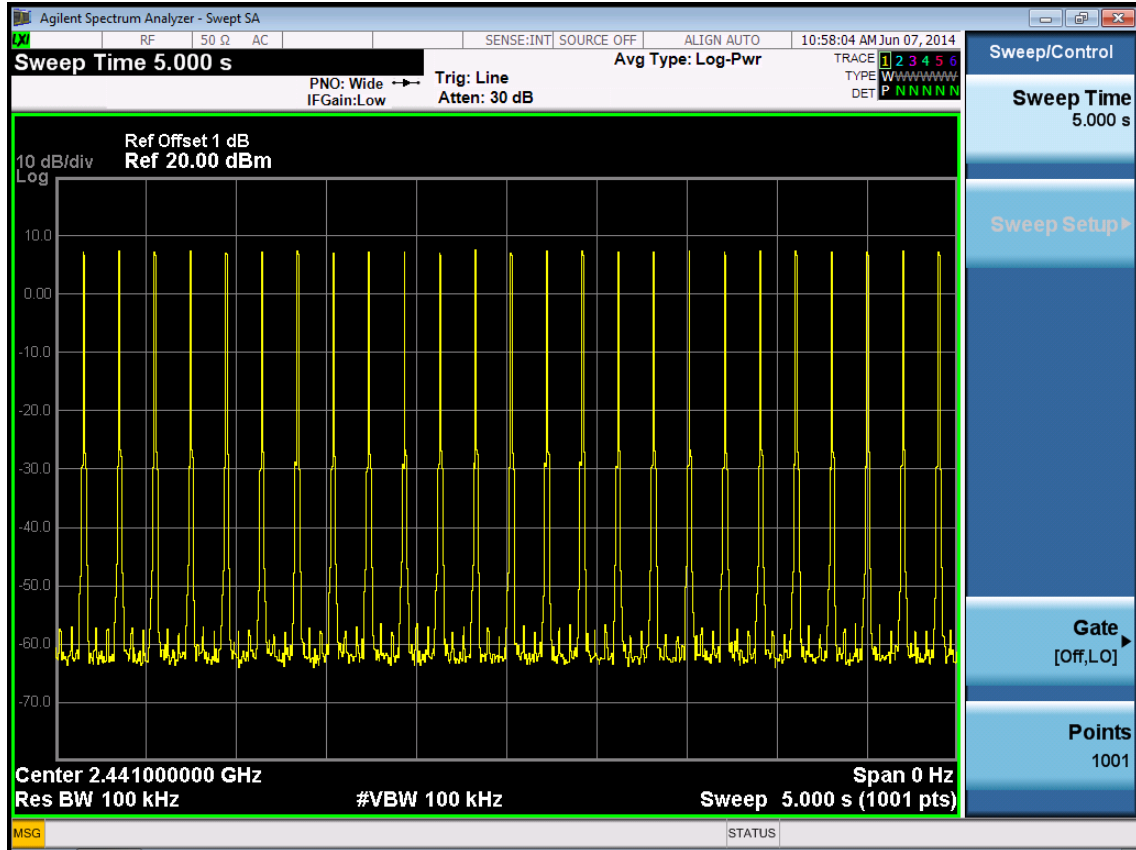 Agilent Spectrum Analyzer - Swept SA
LXI RF 50 Ω AC SENSE:INT SOURCE OFF ALIGN AUTO 10:58:04 AM Jun 07, 2014
Sweep Time 5.000 s
PNO: Wide
IFGain:Low
Trig: Line
Atten: 30 dB
Avg Type: Log-Pwr
TRACE 1 2 3 4 5 6
TYPE WWWWWW
DET P N N N N N
Ref Offset 1 dB
10 dB/div Ref 20.00 dBm
Log
10.0
0.00
-10.0
-20.0
-30.0
-40.0
-50.0
-60.0
-70.0
Center 2.441000000 GHz Span 0 Hz
Res BW 100 kHz #VBW 100 kHz Sweep 5.000 s (1001 pts)
MSG STATUS
Sweep/Control
Sweep Time
5.000 s
Sweep Setup
Gate
[Off,LO]
Points
1001